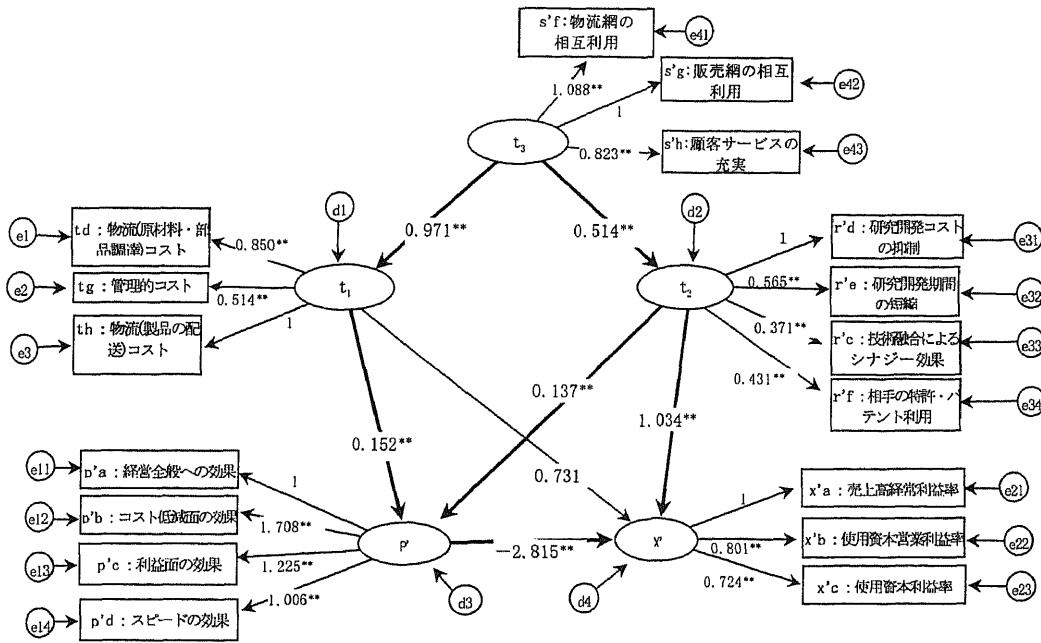 s'f:物流網の
相互利用
e41
s'g:販売網の相互
利用
e42
1.088**
1
t₃
0.823**
s'h:顧客サービスの
充実
e43
d1
d2
e1
td:物流(原材料・部
品調達)コスト
0.850**
0.971**
0.514**
1
r'd:研究開発コスト
の抑制
e31
e2
tg:管理的コスト
0.514**
t₁
t₂
0.565**
r'e:研究開発期間
の短縮
e32
e3
th:物流(製品の配
送)コスト
1
0.371**
r'c:技術融合による
シナジー効果
e33
0.431**
r'f:相手の特許・パ
テント利用
e34
0.137**
1.034**
0.152**
0.731
e11
p'a:経営全般への効果
1
e12
p'b:コスト低減面の効果
1.708**
e13
p'c:利益面の効果
1.225**
e14
p'd:スピードの効果
1.006**
p'
-2.815**
x'
d3
d4
1
x'a:売上高経常利益率
e21
0.801**
x'b:使用資本営業利益率
e22
0.724**
x'c:使用資本利益率
e23